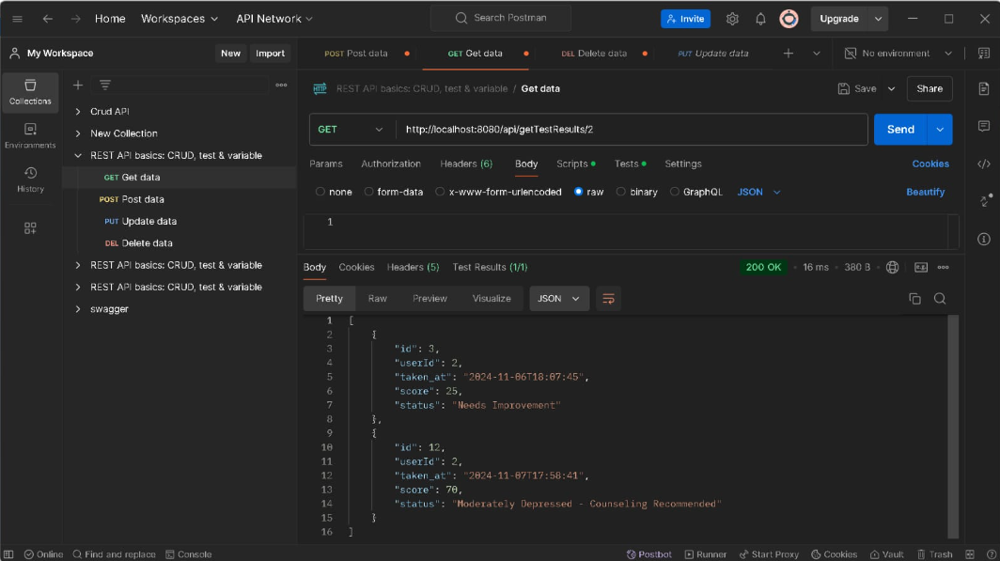 Home Workspaces API Network Search Postman Invite Upgrade
My Workspace New Import POST Post data GET Get data DEL Delete data PUT Update data No environment
Collections
Environments
History
Crud API
New Collection
REST API basics: CRUD, test & variable
GET Get data
POST Post data
PUT Update data
DEL Delete data
REST API basics: CRUD, test & variable
REST API basics: CRUD, test & variable
swagger
HTTP REST API basics: CRUD, test & variable / Get data Save Share
GET http://localhost:8080/api/getTestResults/2 Send
Params Authorization Headers (6) Body Scripts Tests Settings Cookies
none form-data x-www-form-urlencoded raw binary GraphQL JSON Beautify
1
Body Cookies Headers (5) Test Results (1/1) 200 OK 16 ms 380 B e.g.
Pretty Raw Preview Visualize JSON
1 [
2 {
3 "id": 3,
4 "userId": 2,
5 "taken_at": "2024-11-06T18:07:45",
6 "score": 25,
7 "status": "Needs Improvement"
8 },
9 {
10 "id": 12,
11 "userId": 2,
12 "taken_at": "2024-11-07T17:58:41",
13 "score": 70,
14 "status": "Moderately Depressed - Counseling Recommended"
15 }
16 ]
Online Find and replace Console Postbot Runner Start Proxy Cookies Vault Trash